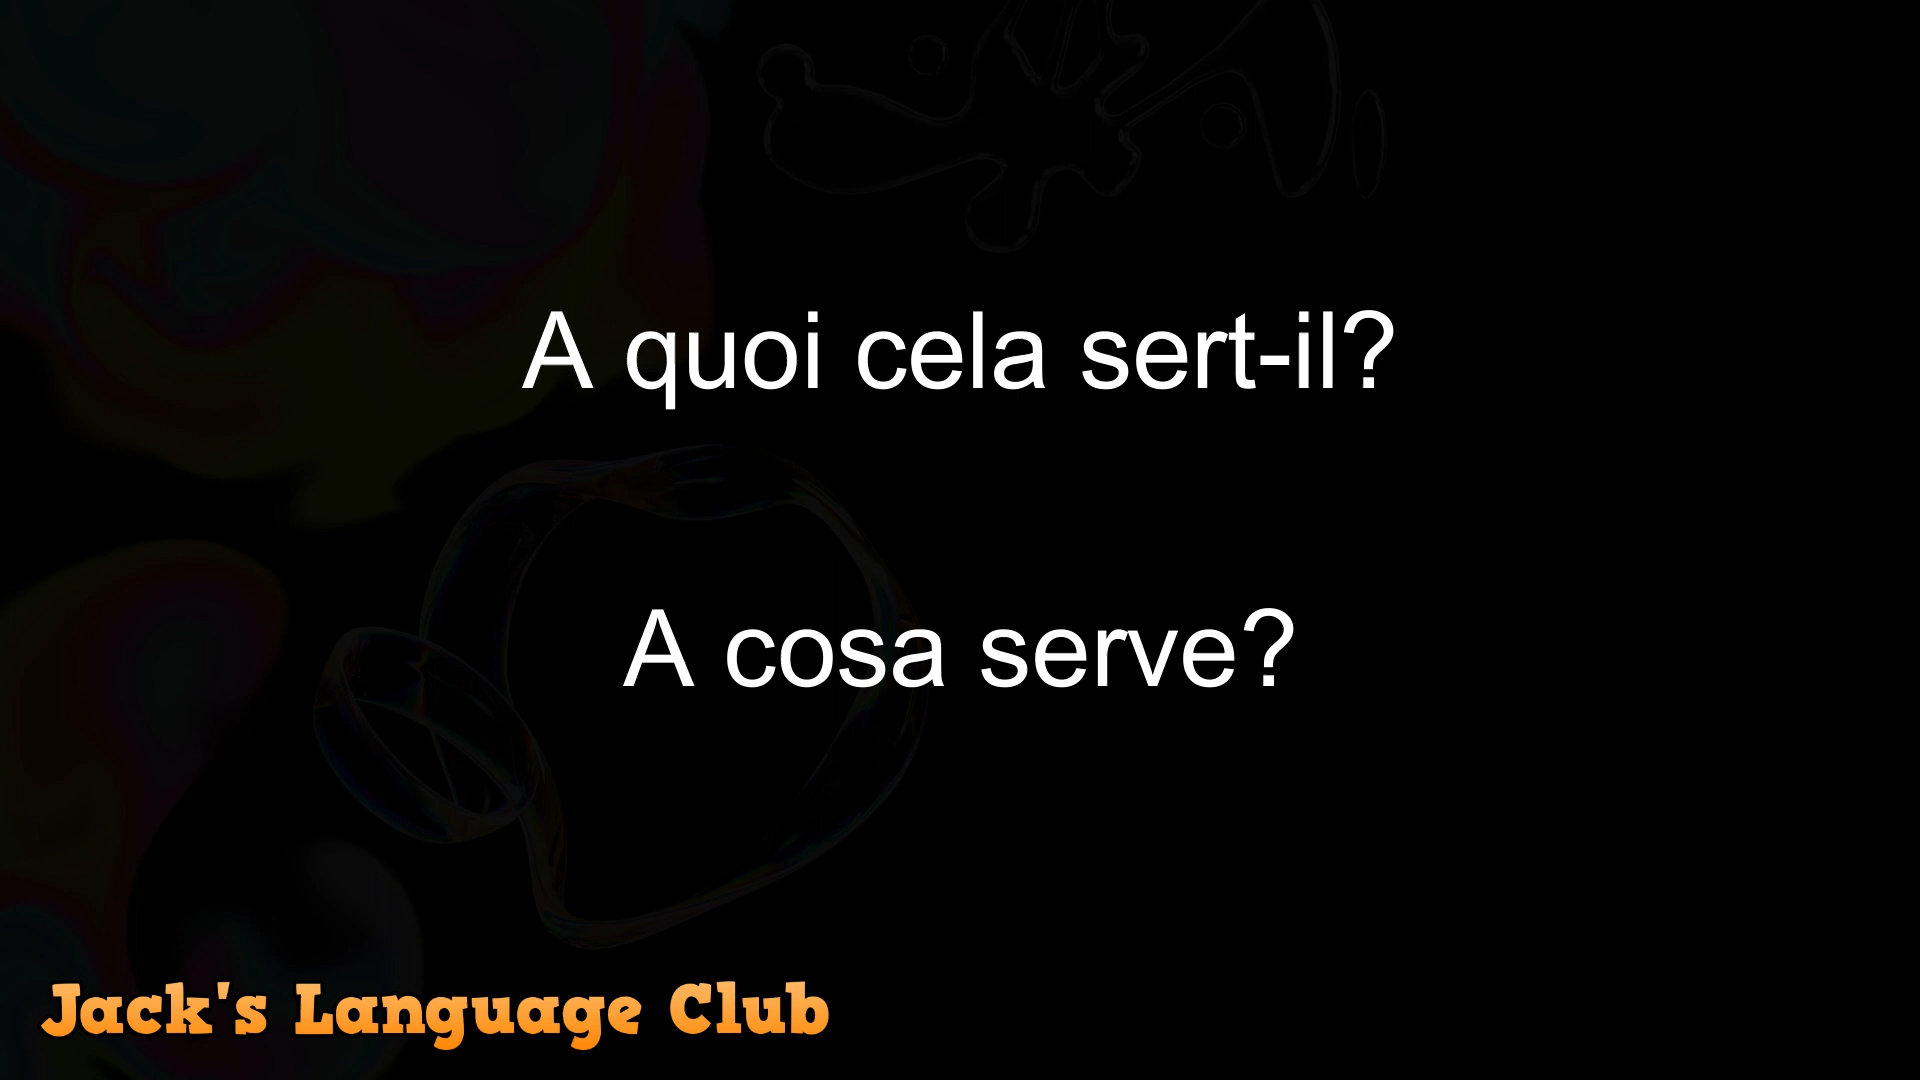 A quoi cela sert-il?
A cosa serve?
Jack's Language Club